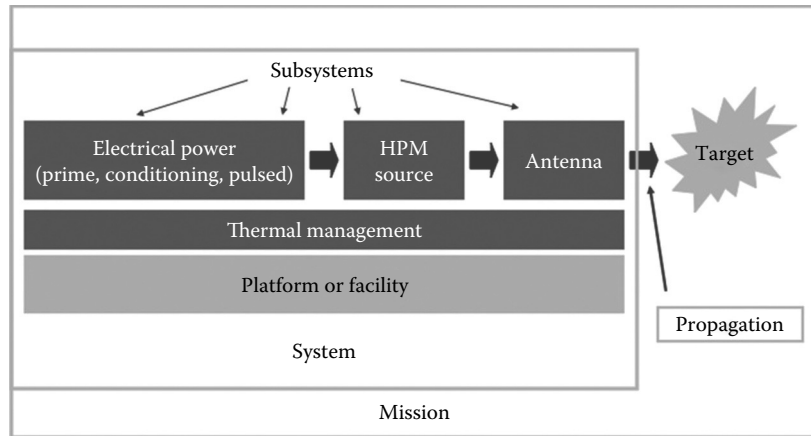 Subsystems
Electrical power
(prime, conditioning, pulsed)
HPM
source
Antenna
Target
Thermal management
Platform or facility
Propagation
System
Mission